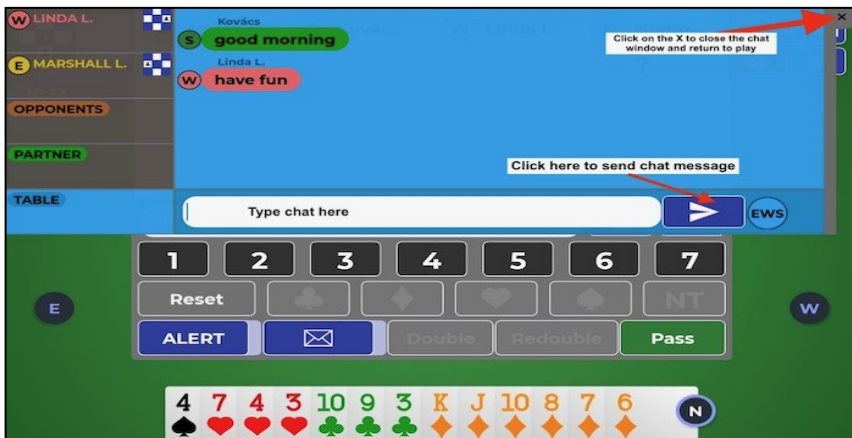 W LINDA L.
E MARSHALL L.
OPPONENTS
PARTNER
TABLE
Kovács
S good morning
Linda L.
W have fun
Click on the X to close the chat
window and return to play
X
Click here to send chat message
Type chat here
EWS
1 2 3 4 5 6 7
Reset NT
ALERT Double Redouble Pass
E
W
4 7 4 3 10 9 3 K J 10 8 7 6
N